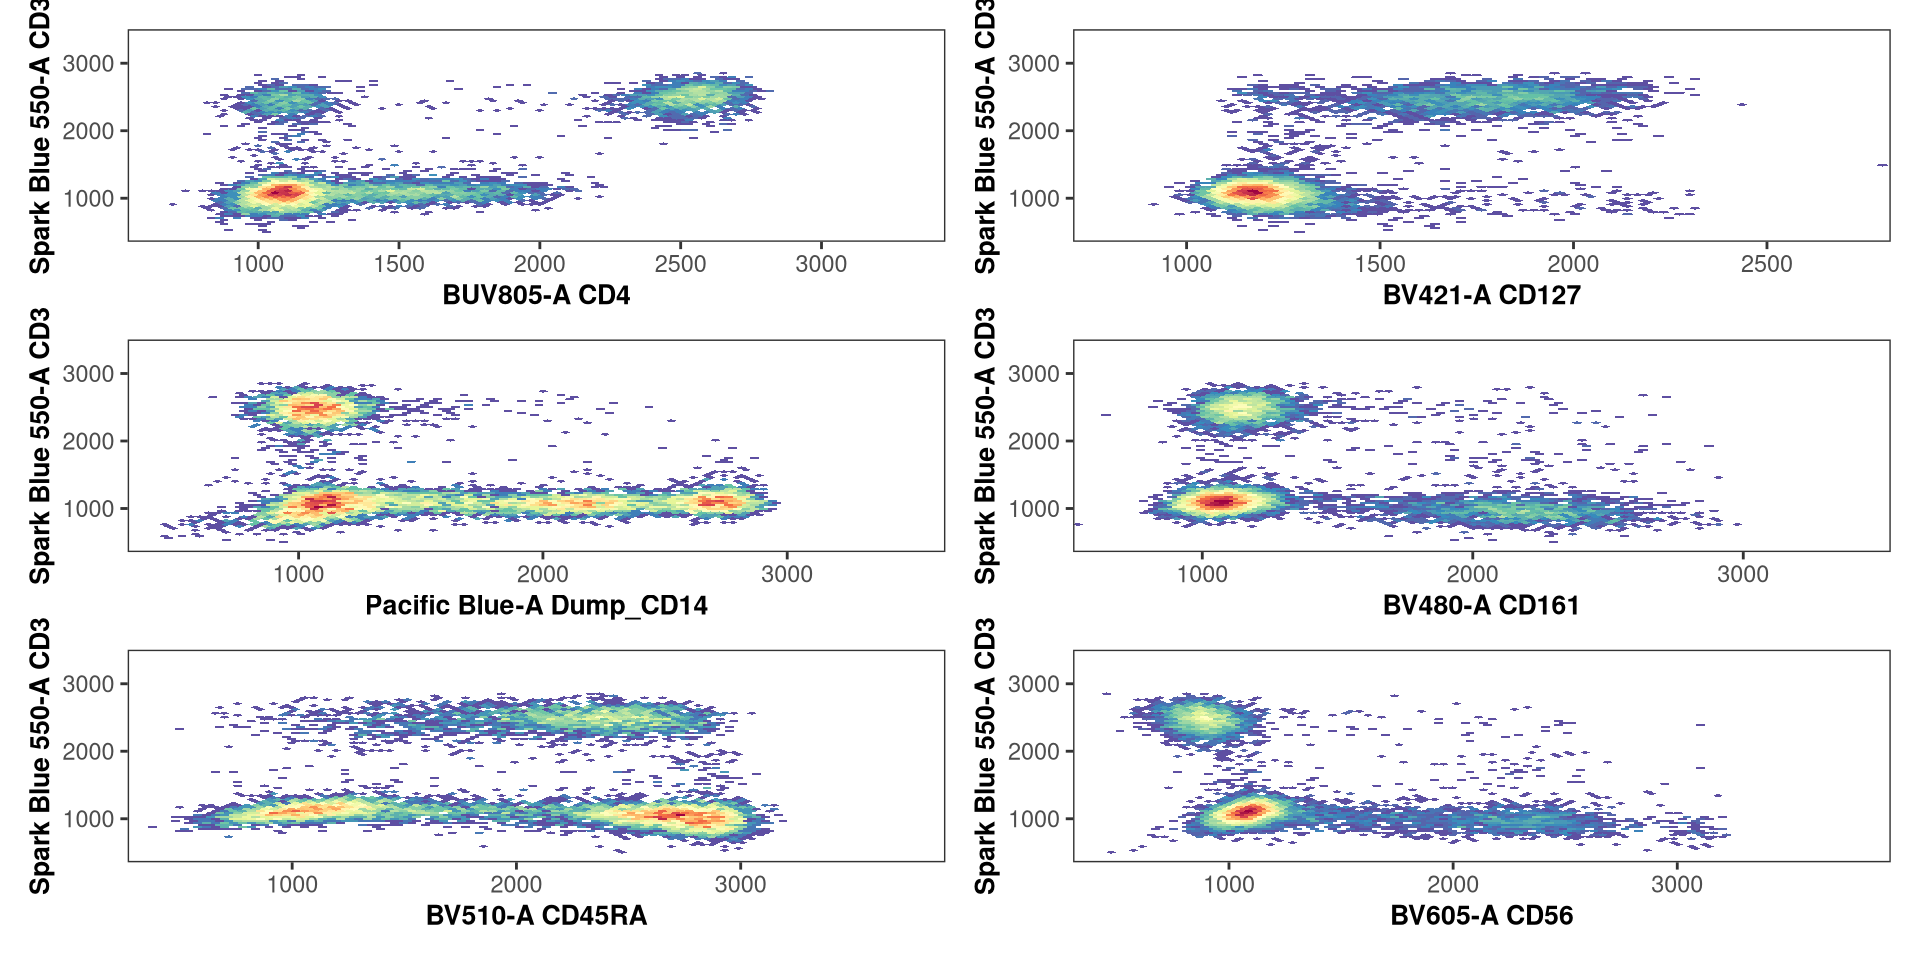 Spark Blue 550-A CD3
3000
2000
1000
1000 1500 2000 2500 3000
BUV805-A CD4
Spark Blue 550-A CD3
3000
2000
1000
1000 1500 2000 2500
BV421-A CD127
Spark Blue 550-A CD3
3000
2000
1000
1000 2000 3000
Pacific Blue-A Dump_CD14
Spark Blue 550-A CD3
3000
2000
1000
1000 2000 3000
BV480-A CD161
Spark Blue 550-A CD3
3000
2000
1000
1000 2000 3000
BV510-A CD45RA
Spark Blue 550-A CD3
3000
2000
1000
1000 2000 3000
BV605-A CD56